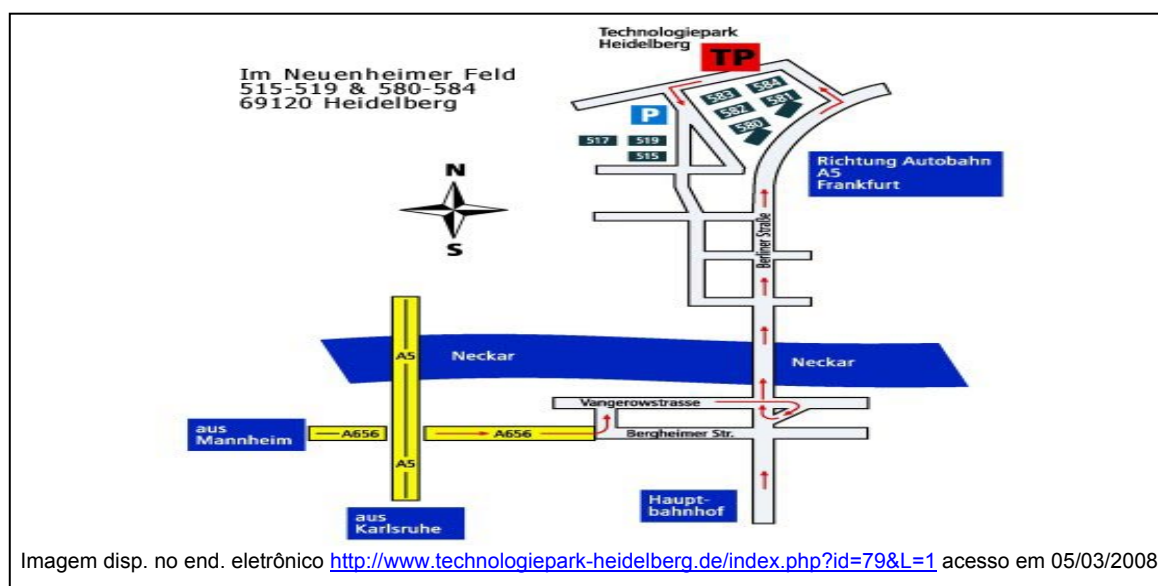 Technologiepark
Heidelberg
TP
Im Neuenheimer Feld
515-519 & 580-584
69120 Heidelberg
583
584
582
581
580
P
517
519
515
Richtung Autobahn
A5
Frankfurt
N
S
Berliner Straße
A5
Neckar
Neckar
Vangerowstrasse
aus
Mannheim
A656
A656
Bergheimer Str.
A5
Haupt-
bahnhof
aus
Karlsruhe
Imagem disp. no end. eletrônico http://www.technologiepark-heidelberg.de/index.php?id=79&L=1 acesso em 05/03/2008